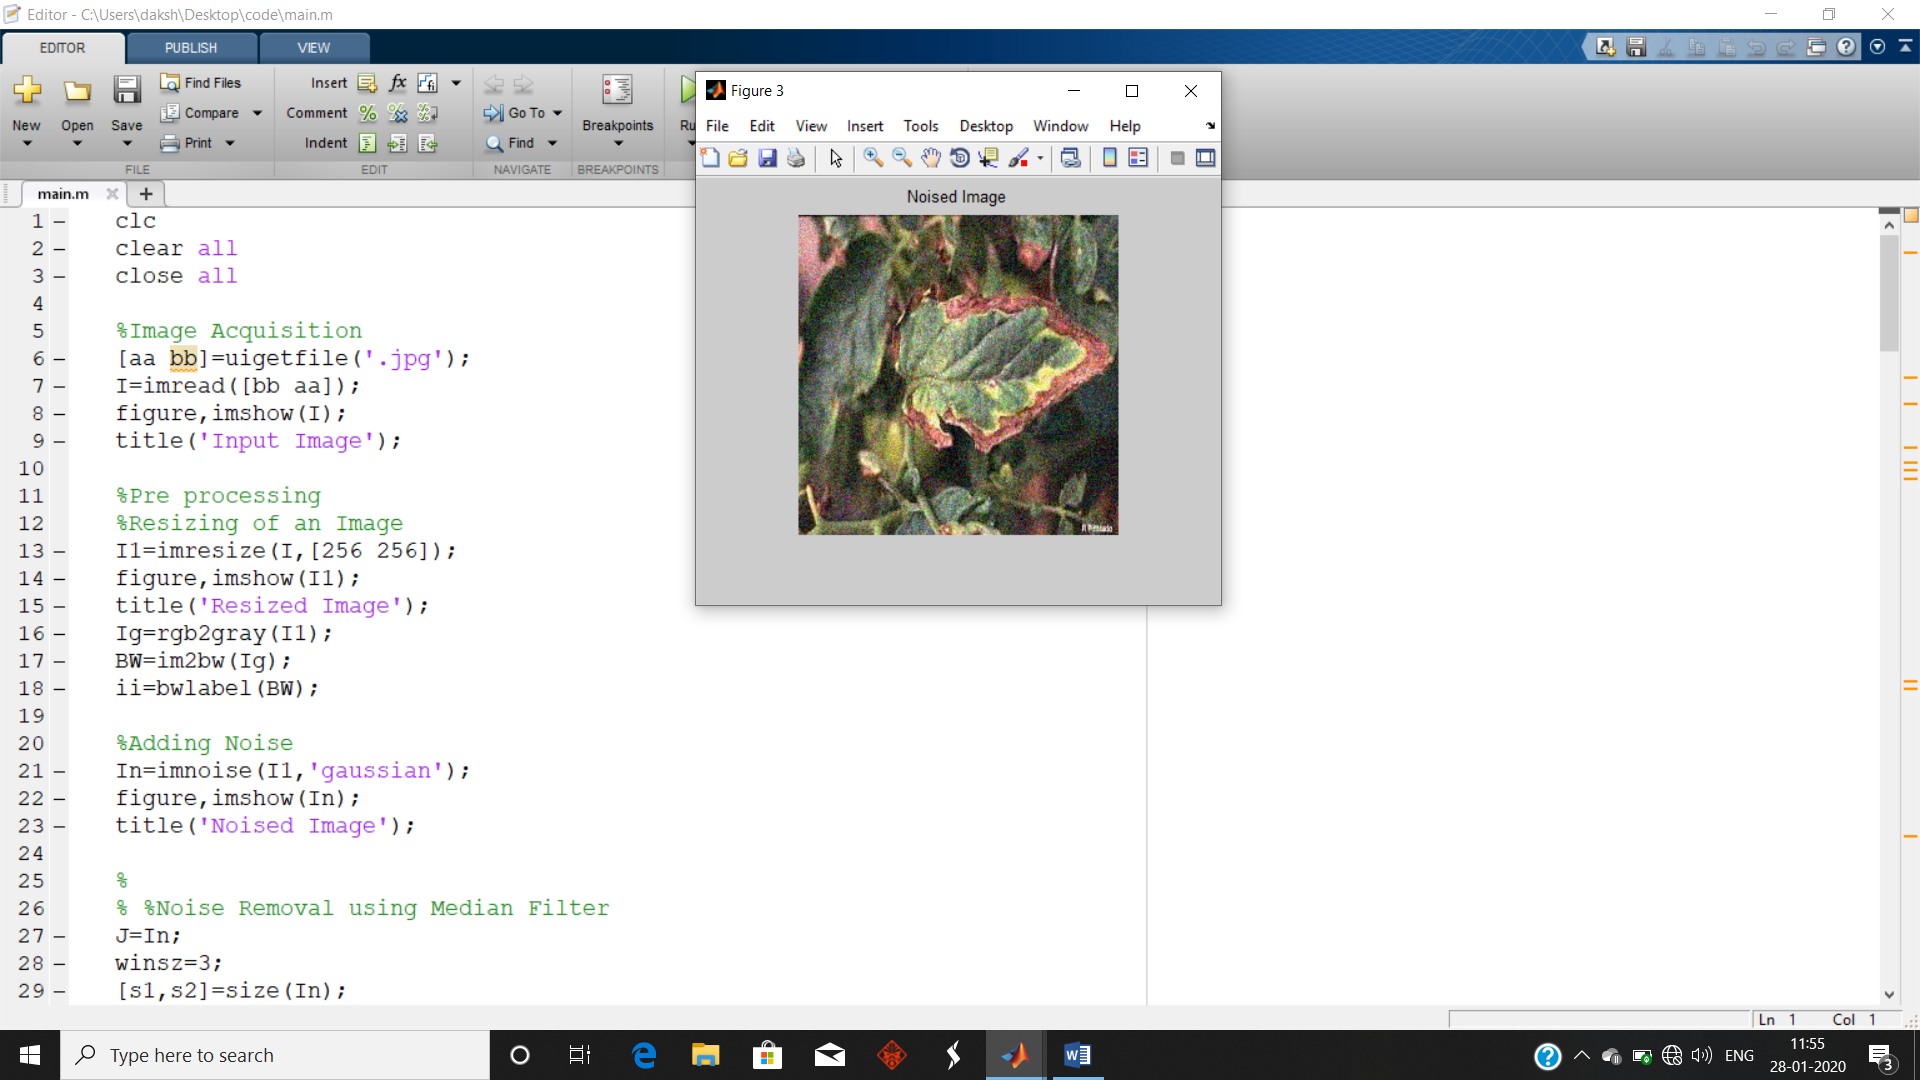 Editor - C:\Users\daksh\Desktop\code\main.m
EDITOR PUBLISH VIEW
New Open Save Find Files Compare Print
FILE
Insert fx
Comment
Indent
EDIT
Go To
Find
NAVIGATE
Breakpoints
BREAKPOINTS
Ru
main.m
1 clc
2 clear all
3 close all
4
5 %Image Acquisition
6 [aa bb]=uigetfile('.jpg');
7 I=imread([bb aa]);
8 figure,imshow(I);
9 title('Input Image');
10
11 %Pre processing
12 %Resizing of an Image
13 I1=imresize(I,[256 256]);
14 figure,imshow(I1);
15 title('Resized Image');
16 Ig=rgb2gray(I1);
17 BW=im2bw(Ig);
18 ii=bwlabel(BW);
19
20 %Adding Noise
21 In=imnoise(I1,'gaussian');
22 figure,imshow(In);
23 title('Noised Image');
24
25 %
26 % %Noise Removal using Median Filter
27 J=In;
28 winsz=3;
29 [s1,s2]=size(In);
Figure 3
File Edit View Insert Tools Desktop Window Help
Noised Image
Ln 1 Col 1
Type here to search
ENG
11:55
28-01-2020
3